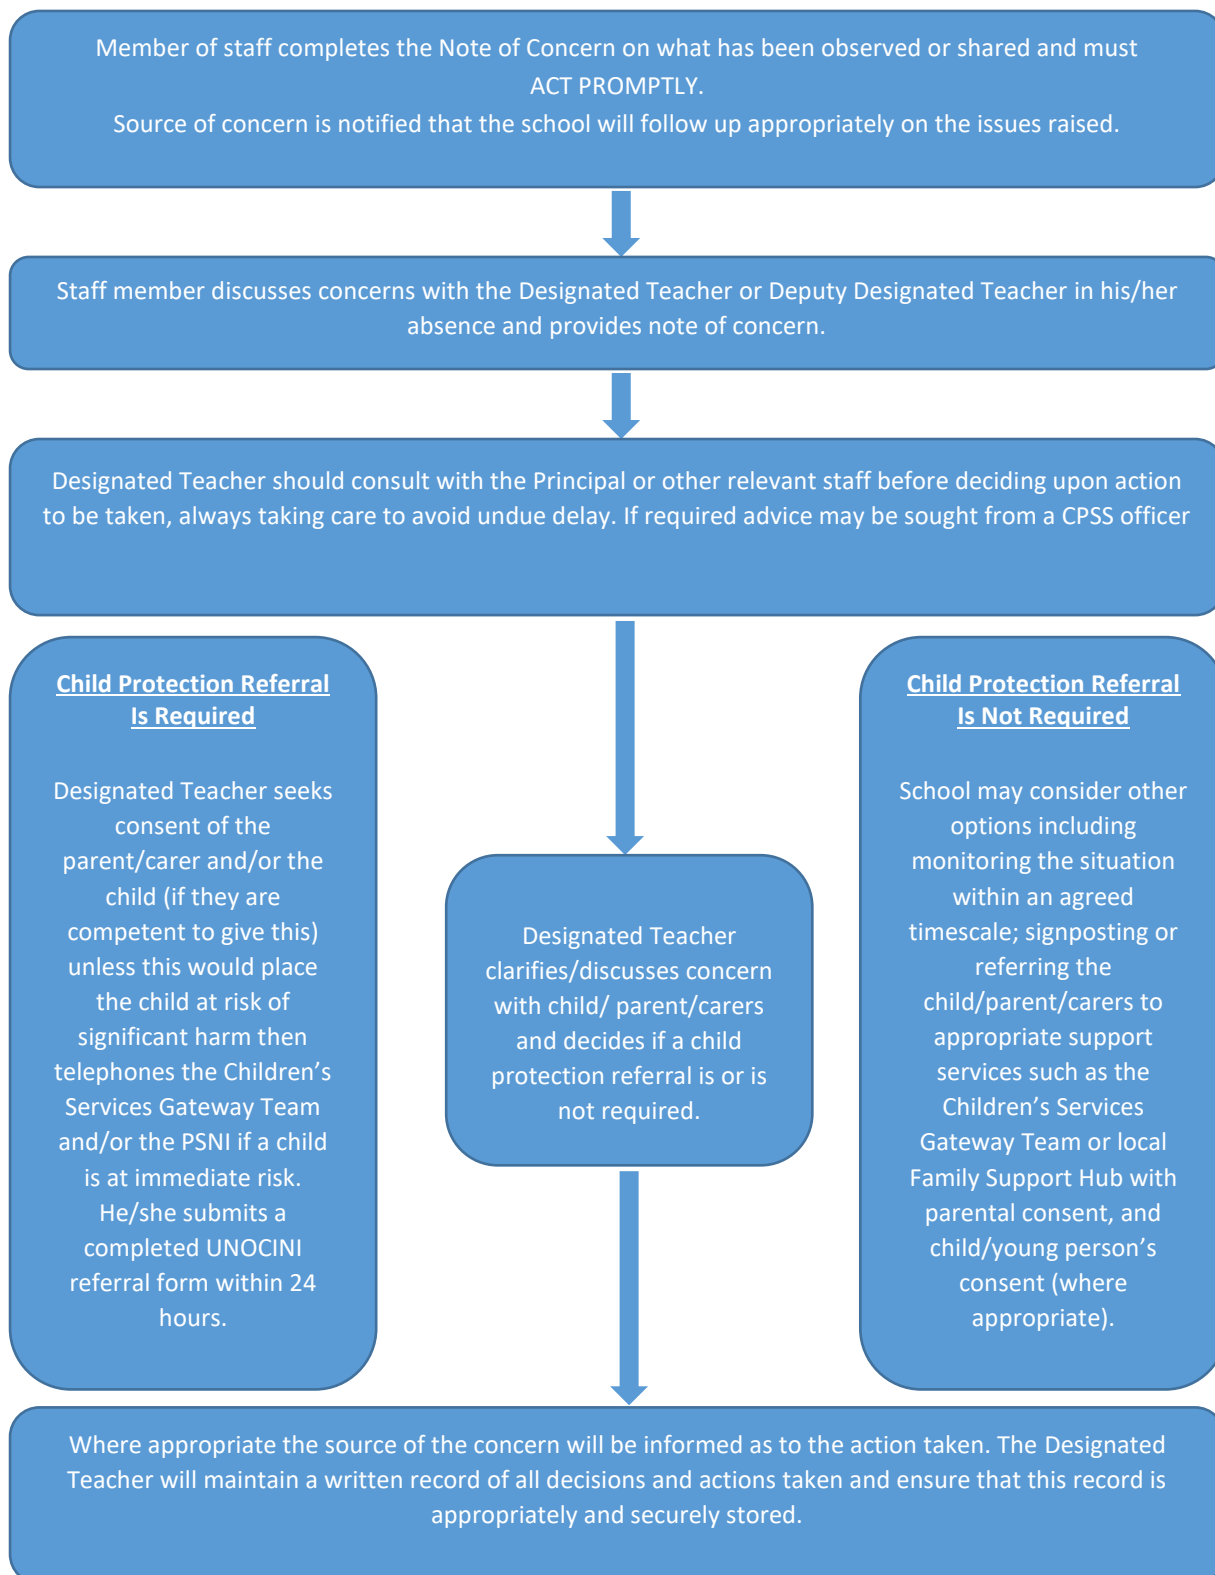 Member of staff completes the Note of Concern on what has been observed or shared and must
ACT PROMPTLY.
Source of concern is notified that the school will follow up appropriately on the issues raised.
Staff member discusses concerns with the Designated Teacher or Deputy Designated Teacher in his/her
absence and provides note of concern.
Designated Teacher should consult with the Principal or other relevant staff before deciding upon action
to be taken, always taking care to avoid undue delay. If required advice may be sought from a CPSS officer
Child Protection Referral
Is Required
Designated Teacher seeks
consent of the
parent/carer and/or the
child (if they are
competent to give this)
unless this would place
the child at risk of
significant harm then
telephones the Children’s
Services Gateway Team
and/or the PSNI if a child
is at immediate risk.
He/she submits a
completed UNOCINI
referral form within 24
hours.
Designated Teacher
clarifies/discusses concern
with child/ parent/carers
and decides if a child
protection referral is or is
not required.
Child Protection Referral
Is Not Required
School may consider other
options including
monitoring the situation
within an agreed
timescale; signposting or
referring the
child/parent/carers to
appropriate support
services such as the
Children’s Services
Gateway Team or local
Family Support Hub with
parental consent, and
child/young person’s
consent (where
appropriate).
Where appropriate the source of the concern will be informed as to the action taken. The Designated
Teacher will maintain a written record of all decisions and actions taken and ensure that this record is
appropriately and securely stored.